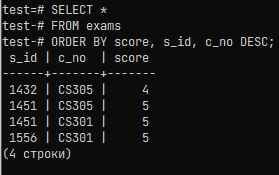 test=# SELECT *
test-# FROM exams
test-# ORDER BY score, s_id, c_no DESC;
 s_id | c_no  | score
------+-------+-------
 1432 | CS305 |     4
 1451 | CS305 |     5
 1451 | CS301 |     5
 1556 | CS301 |     5
(4 строки)